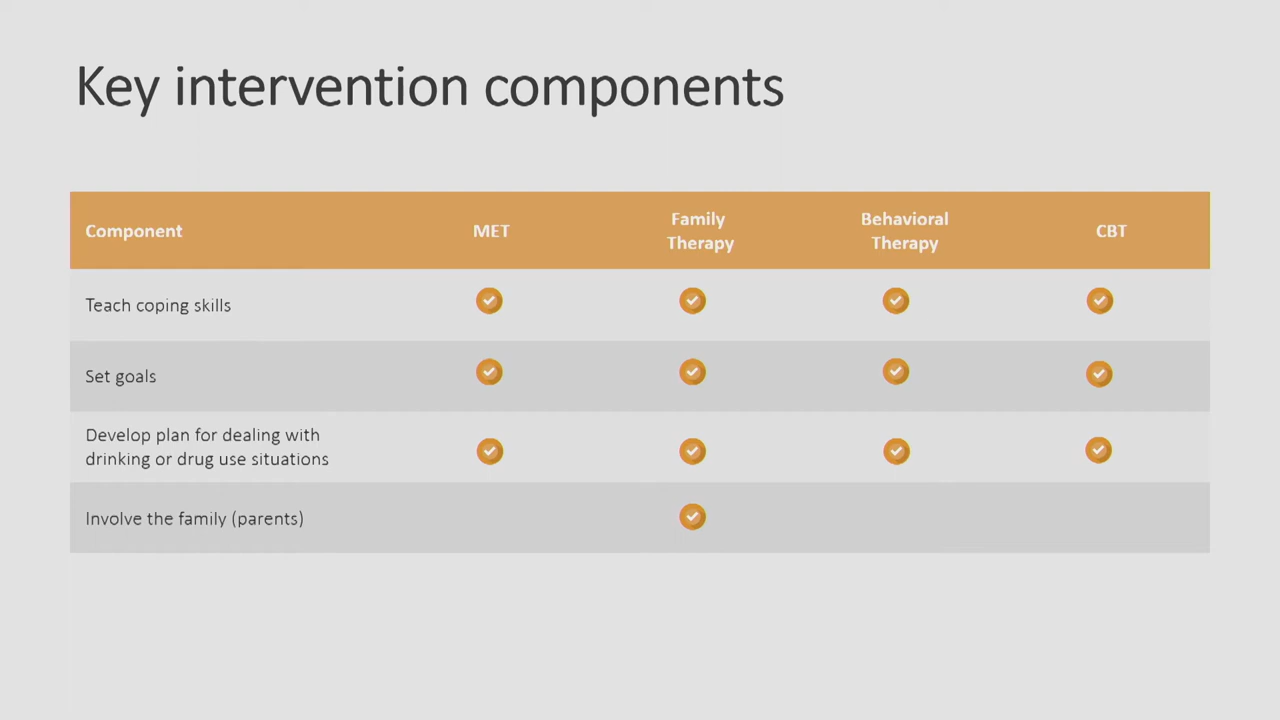 Key intervention components
Component
MET
Family
Therapy
Behavioral
Therapy
CBT
Teach coping skills
Set goals
Develop plan for dealing with
drinking or drug use situations
Involve the family (parents)